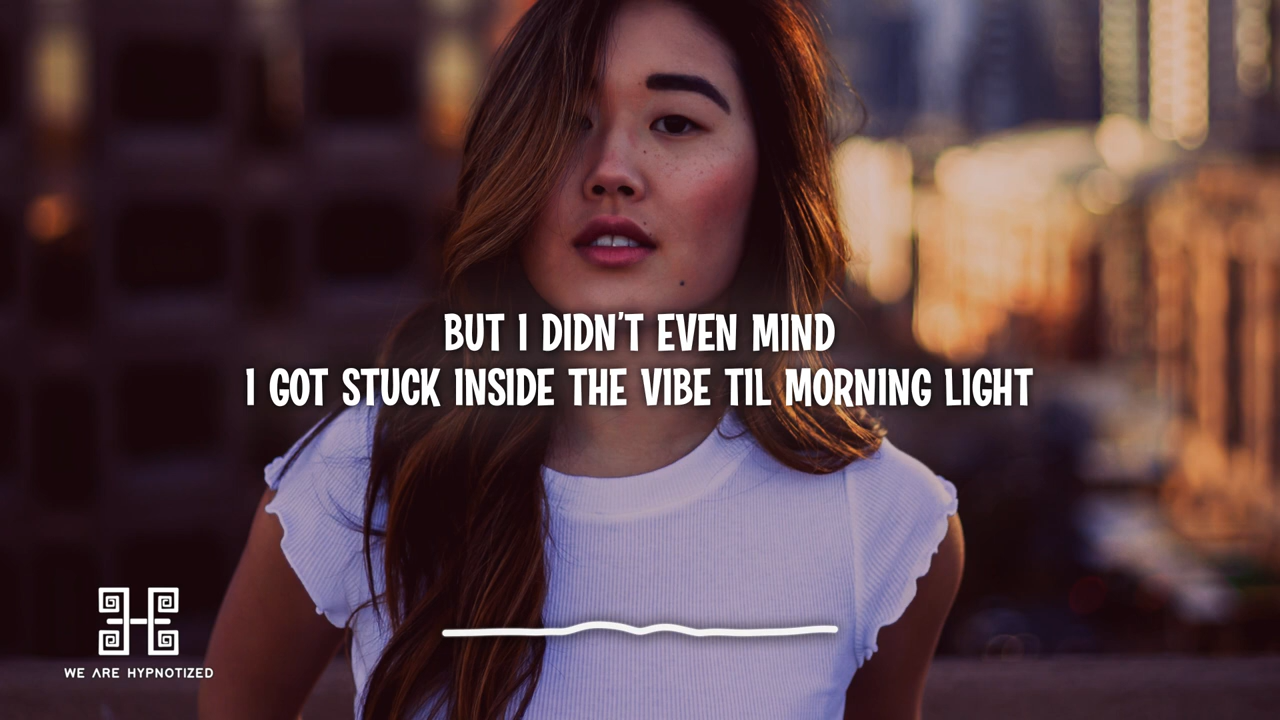 BUT I DIDN'T EVEN MIND
I GOT STUCK INSIDE THE VIBE TIL MORNING LIGHT
WE ARE HYPNOTIZED